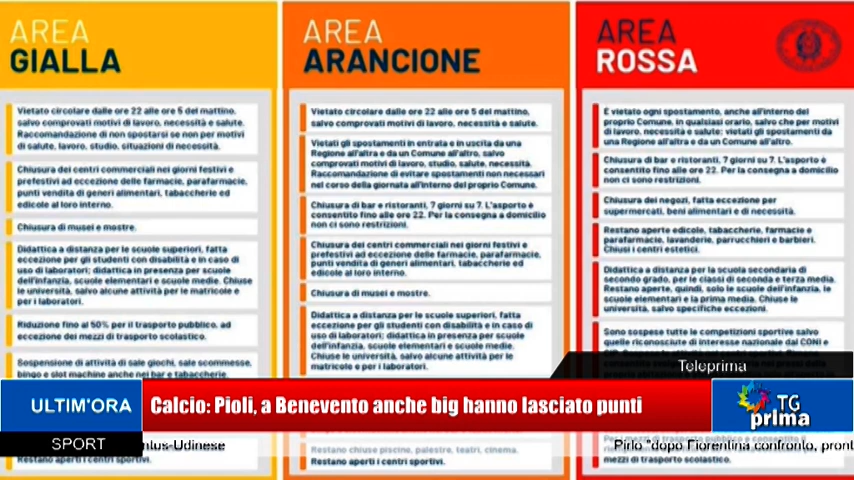 AREA
GIALLA
Vietato circolare dalle ore 22 alle ore 5 del mattino,
salvo comprovati motivi di lavoro, necessità e salute.
Raccomandazione di non spostarsi se non per motivi
di salute, lavoro, studio, situazioni di necessità.
Chiusura dei centri commerciali nei giorni festivi e
prefestivi ad eccezione delle farmacie, parafarmacie,
punti vendita di generi alimentari, tabaccherie ed
edicole al loro interno.
Chiusura di musei e mostre.
Didattica a distanza per le scuole superiori, fatta
eccezione per gli studenti con disabilità e in caso di
uso di laboratori; didattica in presenza per scuole
dell'infanzia, scuole elementari e scuole medie. Chiuse
le università, salvo alcune attività per le matricole e
per i laboratori.
Riduzione fino al 50% per il trasporto pubblico, ad
eccezione dei mezzi di trasporto scolastico.
Sospensione di attività di sale giochi, sale scommesse,
bingo e slot machine anche nei bar e tabaccherie.
Restano aperti i centri sportivi.
AREA
ARANCIONE
Vietato circolare dalle ore 22 alle ore 5 del mattino,
salvo comprovati motivi di lavoro, necessità e salute.
Vietati gli spostamenti in entrata e in uscita da una
Regione all'altra e da un Comune all'altro, salvo
comprovati motivi di lavoro, studio, salute, necessità.
Raccomandazione di evitare spostamenti non necessari
nel corso della giornata all'interno del proprio Comune.
Chiusura di bar e ristoranti, 7 giorni su 7. L'asporto è
consentito fino alle ore 22. Per la consegna a domicilio
non ci sono restrizioni.
Chiusura dei centri commerciali nei giorni festivi e
prefestivi ad eccezione delle farmacie, parafarmacie,
punti vendita di generi alimentari, tabaccherie ed
edicole al loro interno.
Chiusura di musei e mostre.
Didattica a distanza per le scuole superiori, fatta
eccezione per gli studenti con disabilità e in caso di
uso di laboratori; didattica in presenza per scuole
dell'infanzia, scuole elementari e scuole medie.
Chiuse le università, salvo alcune attività per le
matricole e per i laboratori.
Restano chiuse piscine, palestre, teatri, cinema.
Restano aperti i centri sportivi.
AREA
ROSSA
È vietato ogni spostamento, anche all'interno del
proprio Comune, in qualsiasi orario, salvo che per motivi
di lavoro, necessità e salute; vietati gli spostamenti da
una Regione all'altra e da un Comune all'altro.
Chiusura di bar e ristoranti, 7 giorni su 7. L'asporto è
consentito fino alle ore 22. Per la consegna a domicilio
non ci sono restrizioni.
Chiusura dei negozi, fatta eccezione per
supermercati, beni alimentari e di necessità.
Restano aperte edicole, tabaccherie, farmacie e
parafarmacie, lavanderie, parrucchieri e barbieri.
Chiusi i centri estetici.
Didattica a distanza per la scuola secondaria di
secondo grado, per le classi di seconda e terza media.
Restano aperte, quindi, solo le scuole dell'infanzia, le
scuole elementari e la prima media. Chiuse le
università, salvo specifiche eccezioni.
Sono sospese tutte le competizioni sportive salvo
quelle riconosciute di interesse nazionale dal CONI e
mezzi di trasporto scolastico.
Teleprima
ULTIM'ORA
Calcio: Pioli, a Benevento anche big hanno lasciato punti
TG
prima
SPORT
ntus-Udinese
Pirlo "dopo Fiorentina confronto, pront